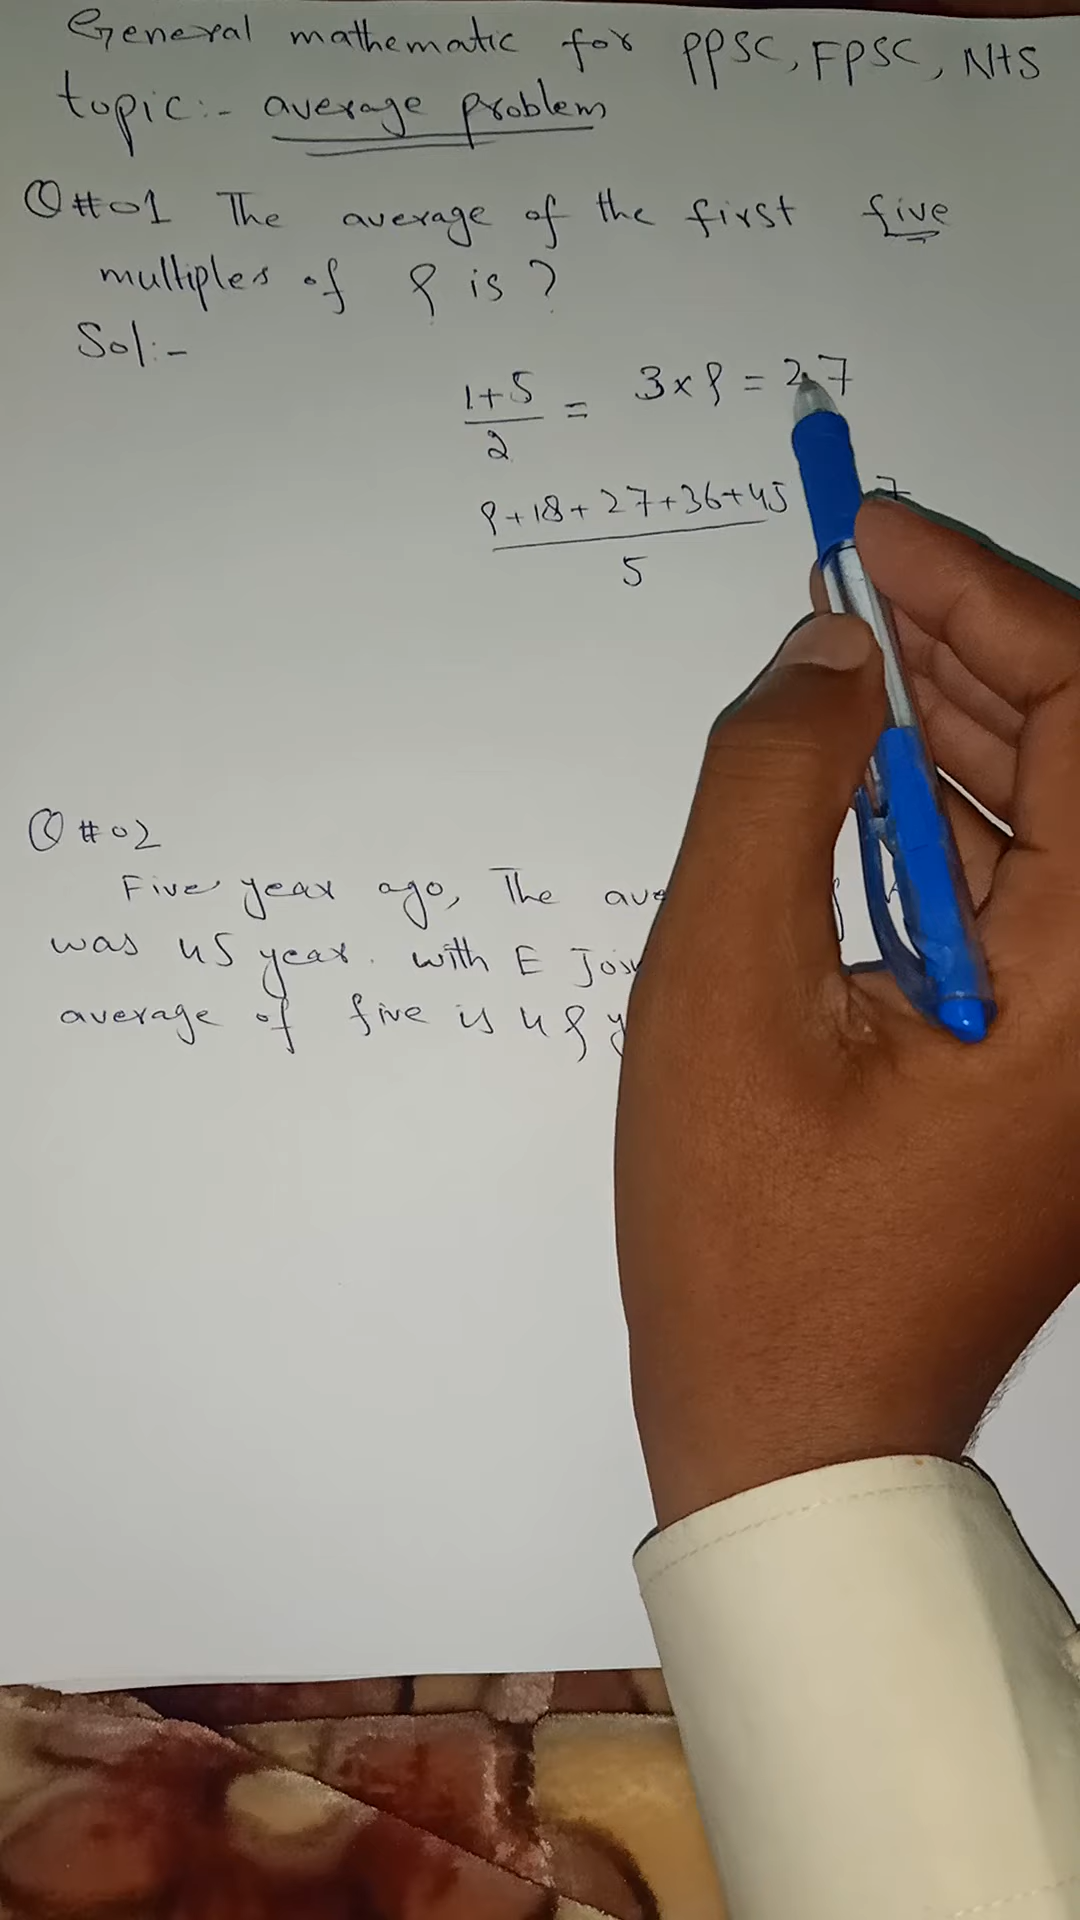 General mathematic for PPSC, FPSC, NTS
topic:- average problem
Q#01 The average of the first five
multiples of 9 is ?
Sol:-
1+5 / 2 = 3×9 = 27
9+18+27+36+45 / 5 7
Q#02
Five year ago, The
was 45 year. with E
average of five is 49